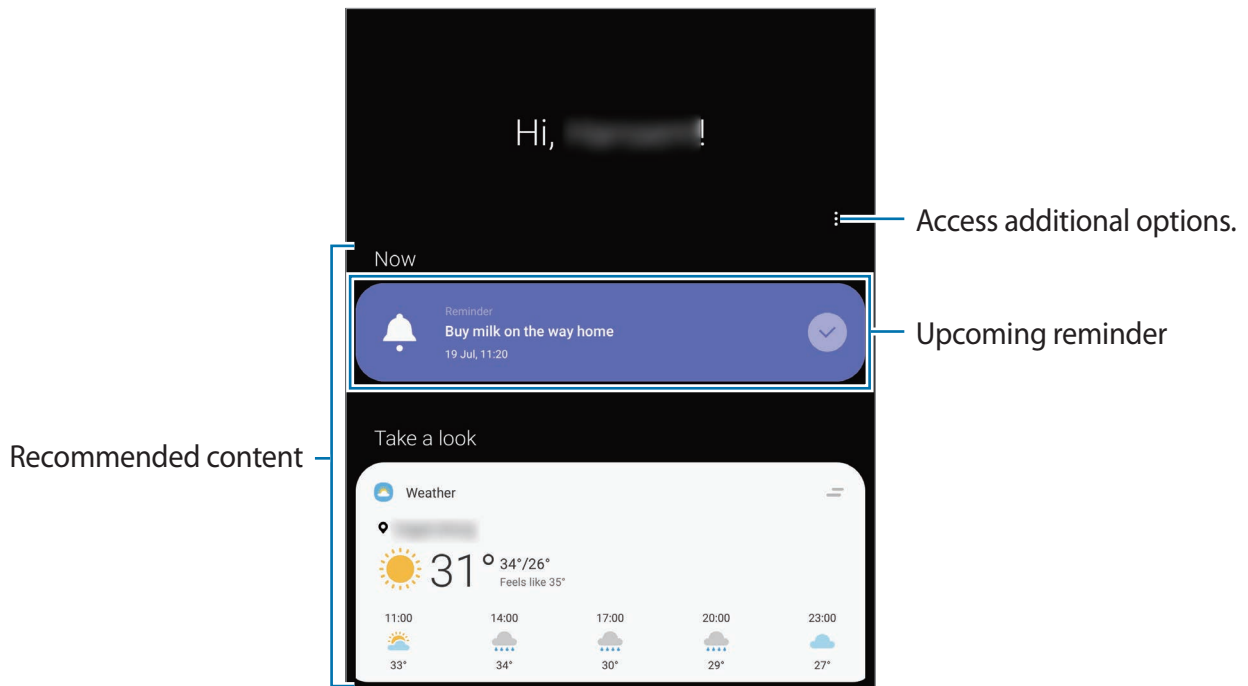 Hi, !
Access additional options.
Now
Reminder
Buy milk on the way home
19 Jul, 11:20
Upcoming reminder
Take a look
Recommended content
Weather
31° 34°/26°
Feels like 35°
11:00 14:00 17:00 20:00 23:00
33° 34° 30° 29° 27°